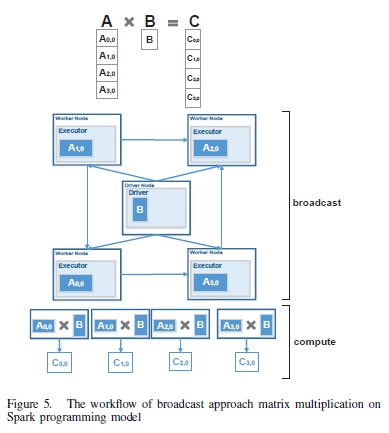 A × B = C
A0,0 B C0,0
A1,0 C1,0
A2,0 C2,0
A3,0 C3,0
Worker Node Worker Node
Executor Executor
A1,0 A2,0
Driver Node
Driver
B
broadcast
Worker Node Worker Node
Executor Executor
A0,0 A3,0
A0,0 × B A1,0 × B A2,0 × B A3,0 × B
compute
C0,0 C1,0 C2,0 C3,0
Figure 5. The workflow of broadcast approach matrix multiplication on
Spark programming model